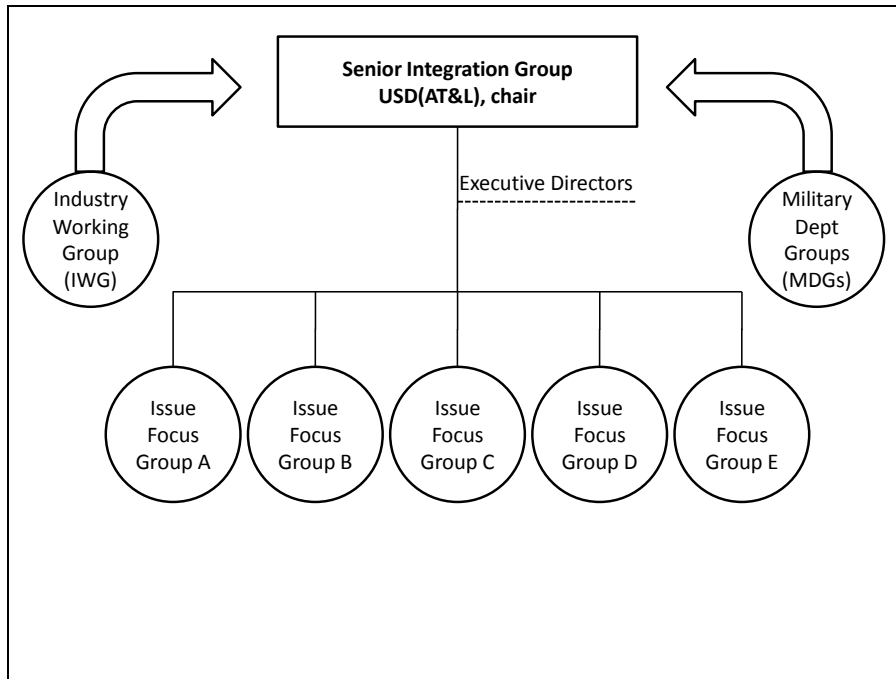 Senior Integration Group
USD(AT&L), chair
Industry
Working
Group
(IWG)
Executive Directors
Military
Dept
Groups
(MDGs)
Issue
Focus
Group A
Issue
Focus
Group B
Issue
Focus
Group C
Issue
Focus
Group D
Issue
Focus
Group E